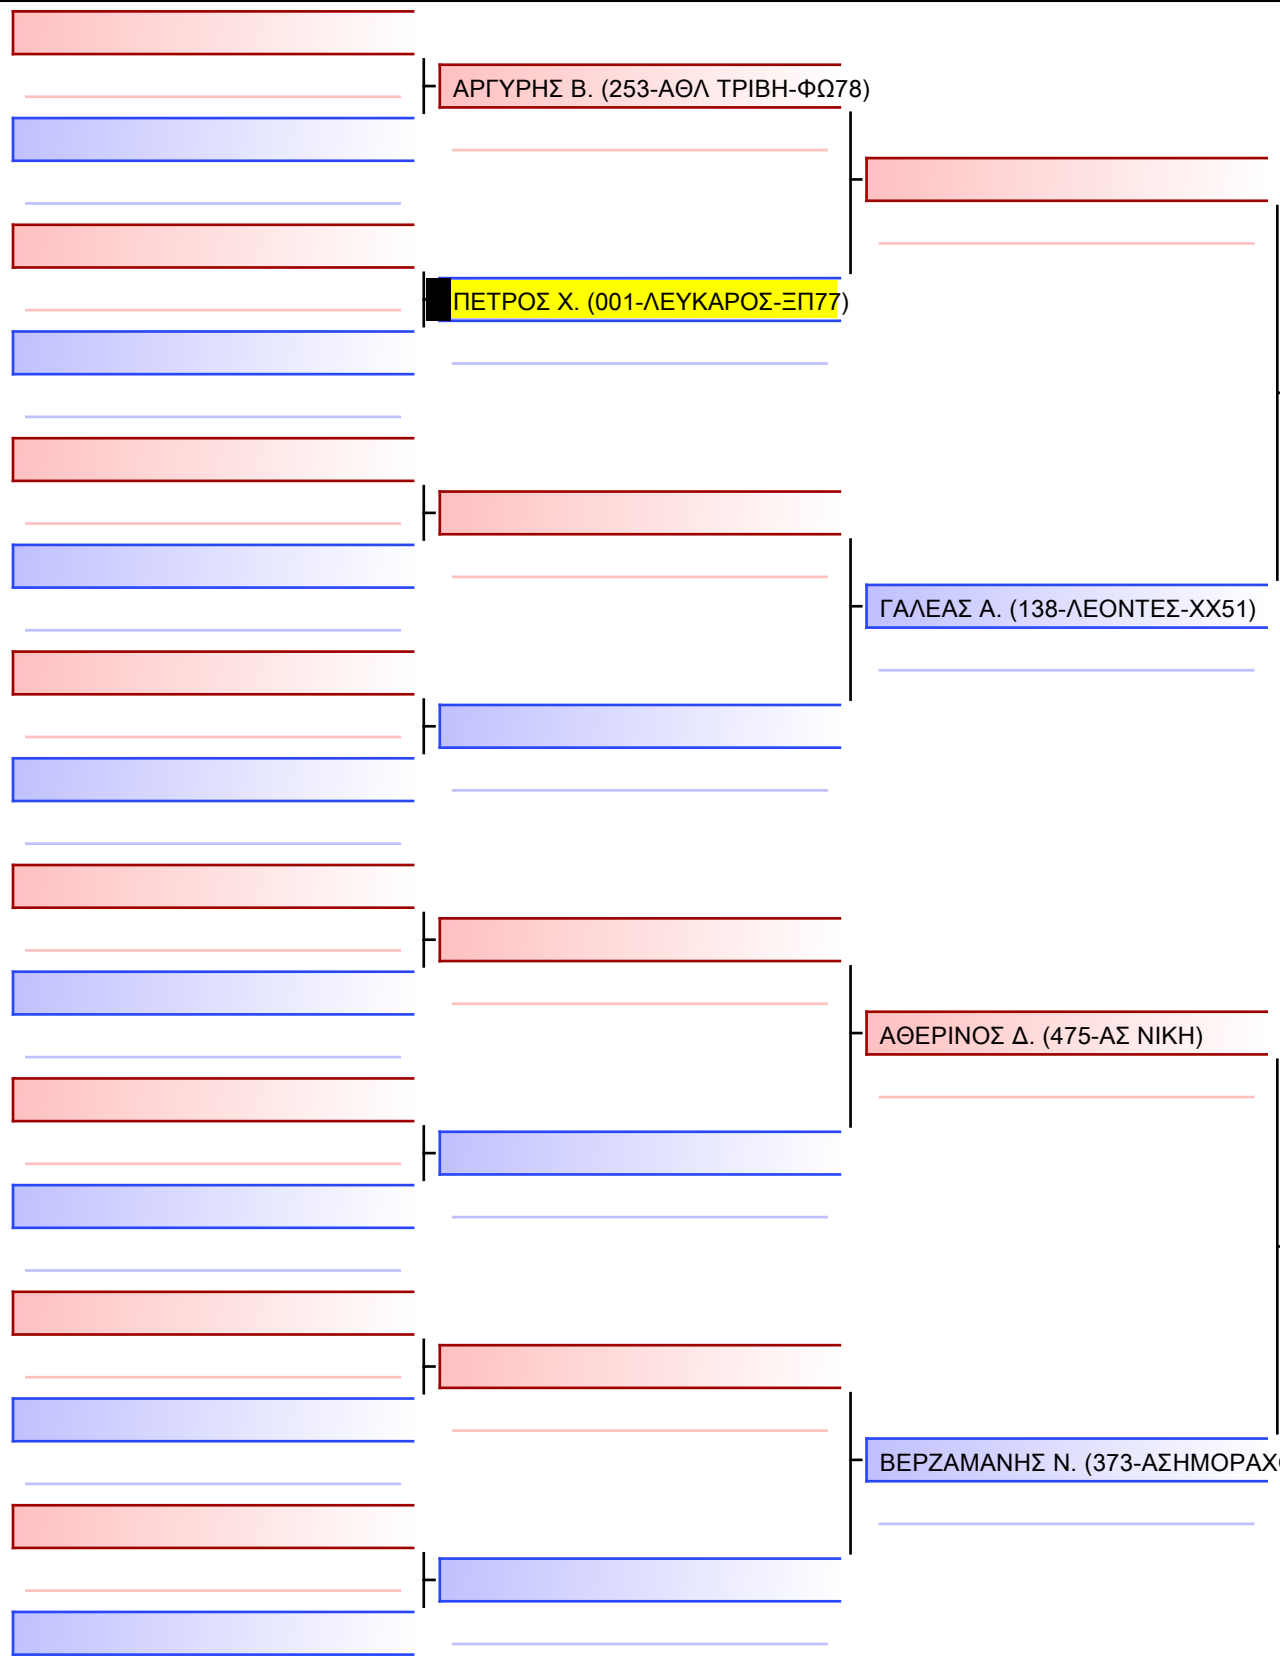 ΑΡΓΥΡΗΣ Β. (253-ΑΘΛ ΤΡΙΒΗ-ΦΩ78)
ΠΕΤΡΟΣ Χ. (001-ΛΕΥΚΑΡΟΣ-ΞΠ77)
ΓΑΛΕΑΣ Α. (138-ΛΕΟΝΤΕΣ-ΧΧ51)
ΑΘΕΡΙΝΟΣ Δ. (475-ΑΣ ΝΙΚΗ)
ΒΕΡΖΑΜΑΝΗΣ Ν. (373-ΑΣΗΜΟΡΑΧ